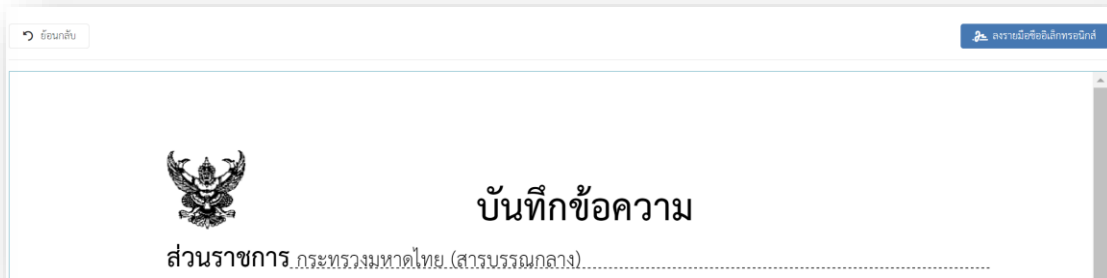 ย้อนกลับ
ลงรายมือชื่ออิเล็กทรอนิกส์
บันทึกข้อความ
ส่วนราชการ กระทรวงมหาดไทย (สารบรรณกลาง)